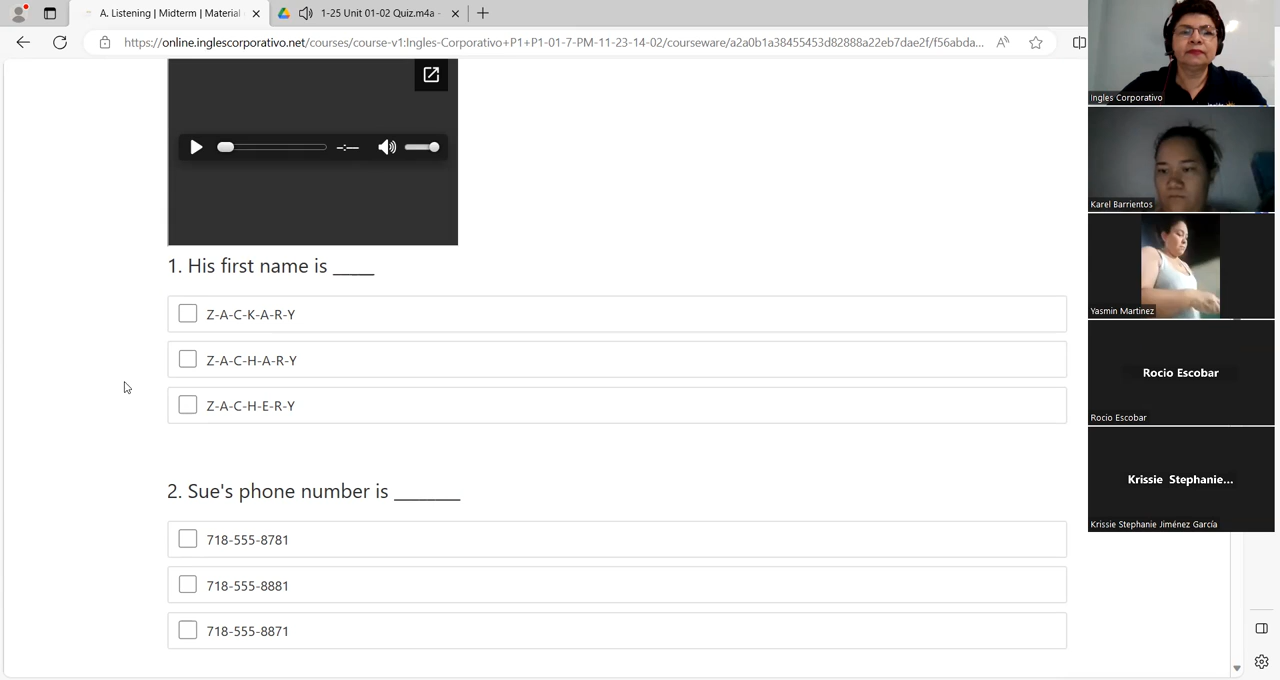 A. Listening | Midterm | Material
1-25 Unit 01-02 Quiz.m4a -
https://online.inglescorporativo.net/courses/course-v1:Ingles-Corporativo+P1+P1-01-7-PM-11-23-14-02/courseware/a2a0b1a38455453d82888a22eb7dae2f/f56abda...
Ingles Corporativo
Karel Barrientos
Yasmin Martinez
Rocio Escobar
Rocio Escobar
Krissie Stephanie...
Krissie Stephanie Jiménez García
-:--
1. His first name is _____
Z-A-C-K-A-R-Y
Z-A-C-H-A-R-Y
Z-A-C-H-E-R-Y
2. Sue's phone number is ________
718-555-8781
718-555-8881
718-555-8871